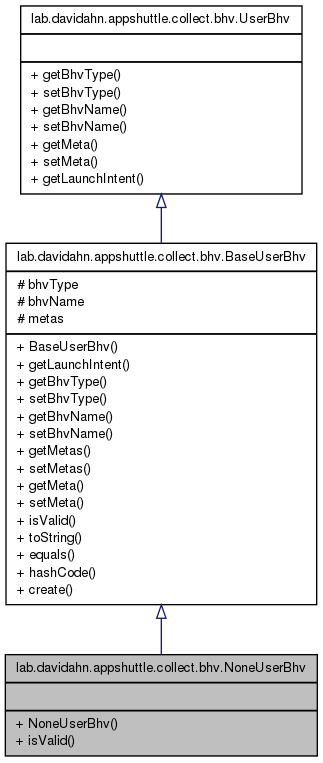 lab.davidahn.appshuttle.collect.bhv.UserBhv
+ getBhvType()
+ setBhvType()
+ getBhvName()
+ setBhvName()
+ getMeta()
+ setMeta()
+ getLaunchIntent()
lab.davidahn.appshuttle.collect.bhv.BaseUserBhv
# bhvType
# bhvName
# metas
+ BaseUserBhv()
+ getLaunchIntent()
+ getBhvType()
+ setBhvType()
+ getBhvName()
+ setBhvName()
+ getMetas()
+ setMetas()
+ getMeta()
+ setMeta()
+ isValid()
+ toString()
+ equals()
+ hashCode()
+ create()
lab.davidahn.appshuttle.collect.bhv.NoneUserBhv
+ NoneUserBhv()
+ isValid()